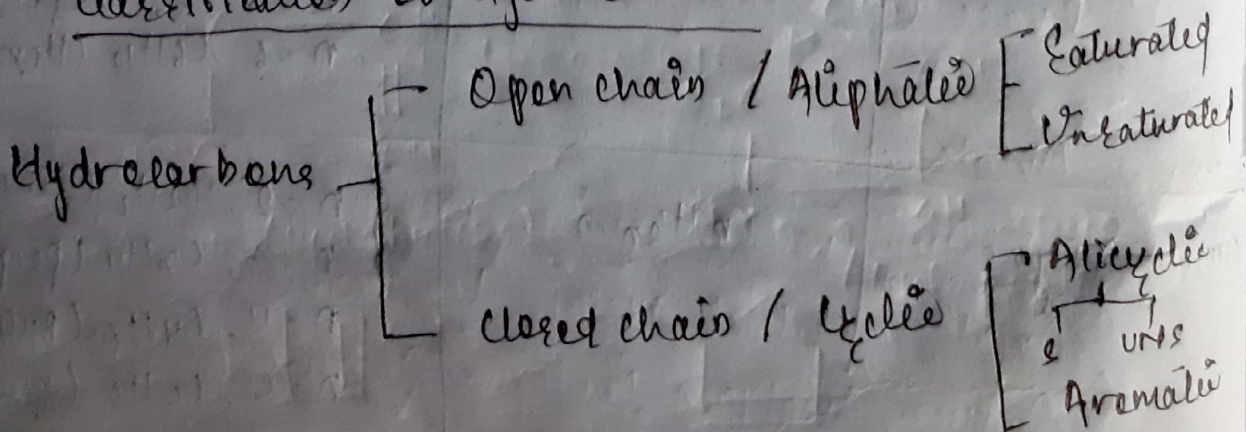 Open chain / Aliphatic
Saturated
Unsaturated
Hydrocarbons
Closed chain / Cyclic
Alicyclic
S UNS
Aromatic